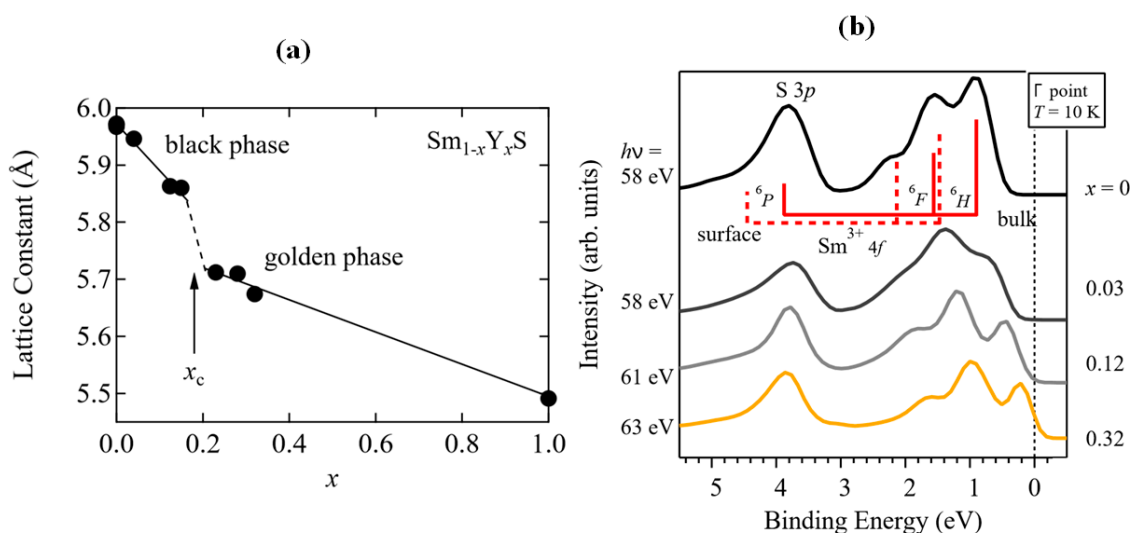 (a)
Lattice Constant (Å)
6.0
5.9
5.8
5.7
5.6
5.5
black phase
Sm1-xYxS
golden phase
xc
0.0
0.2
0.4
0.6
0.8
1.0
x
(b)
Intensity (arb. units)
Γ point
T = 10 K
S 3p
hν =
58 eV
x = 0
6P
6F
6H
surface
bulk
Sm3+ 4f
58 eV
0.03
61 eV
0.12
63 eV
0.32
5
4
3
2
1
0
Binding Energy (eV)